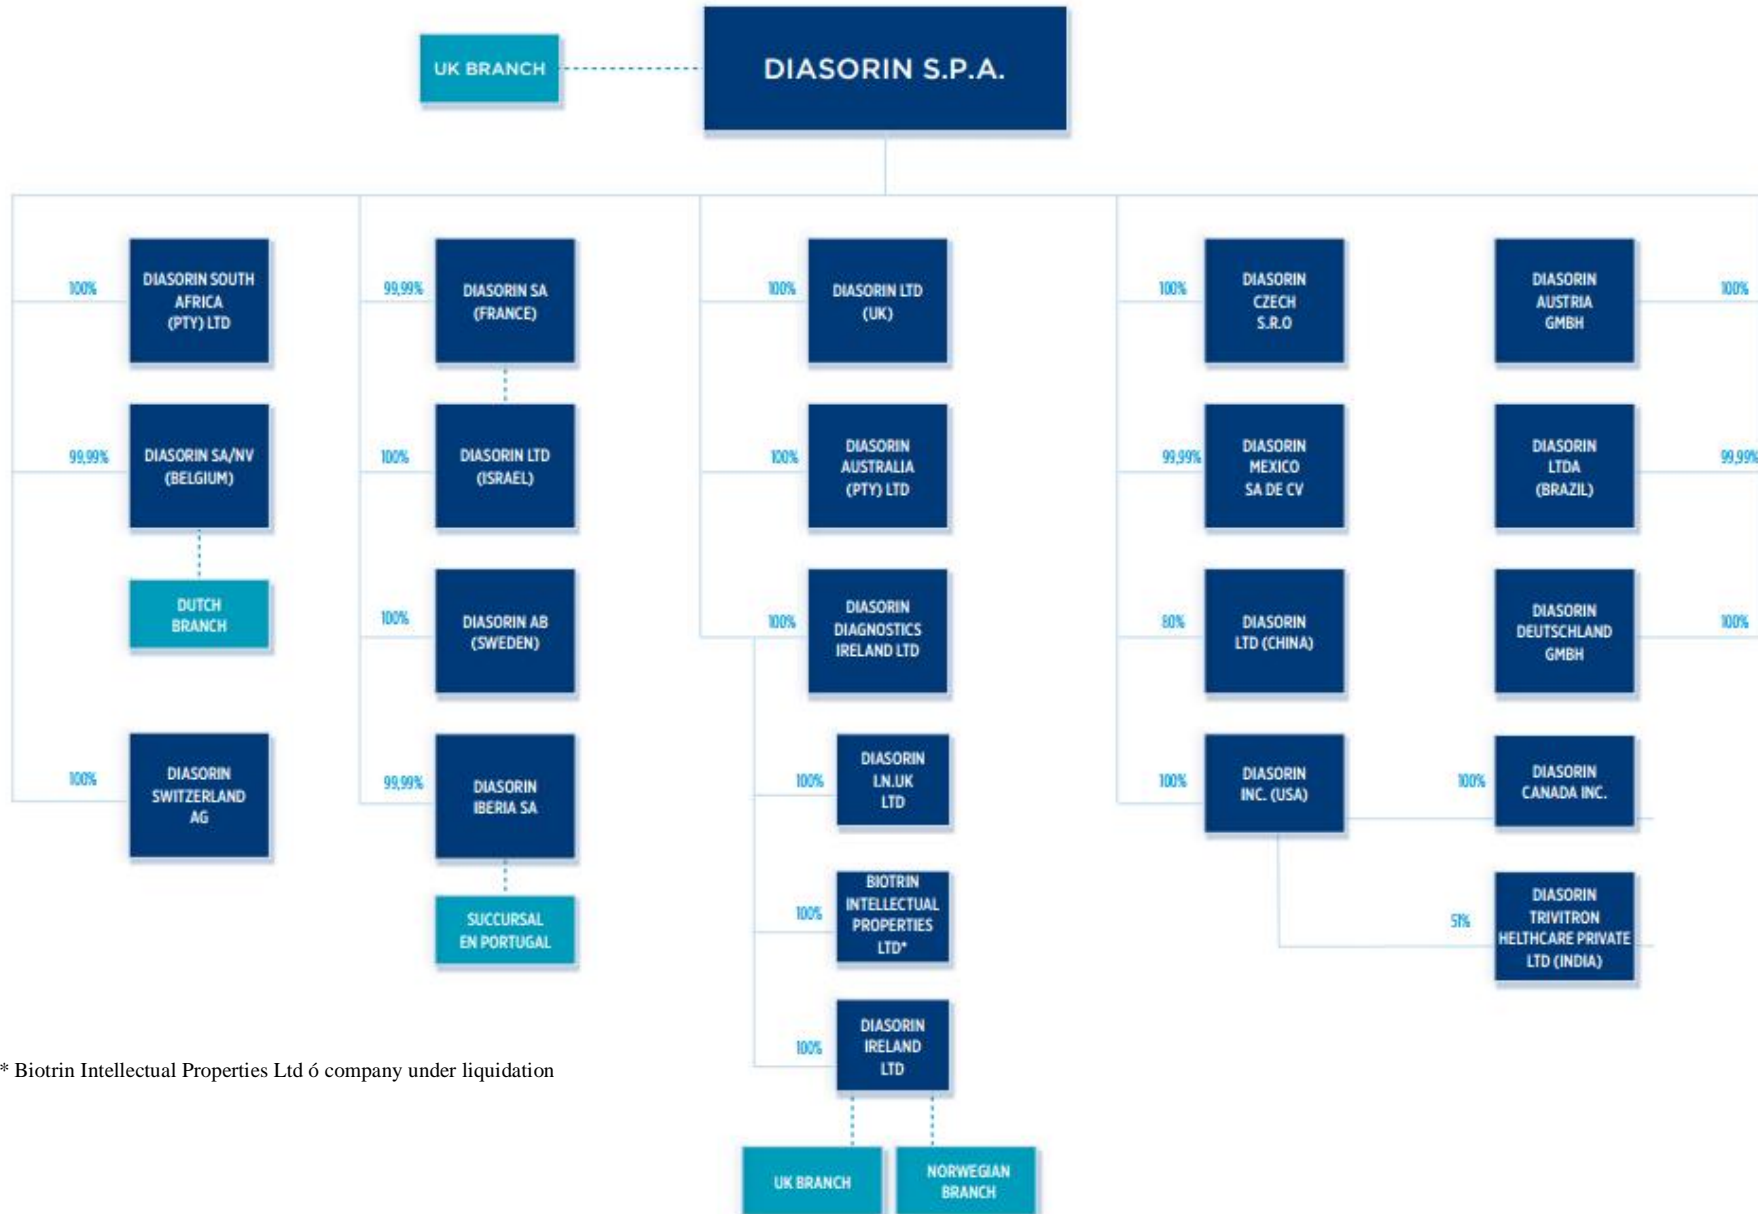 UK BRANCH
DIASORIN S.P.A.
100%
DIASORIN SOUTH
AFRICA
(PTY) LTD
99,99%
DIASORIN SA/NV
(BELGIUM)
DUTCH
BRANCH
100%
DIASORIN
SWITZERLAND
AG
99,99%
DIASORIN SA
(FRANCE)
100%
DIASORIN LTD
(ISRAEL)
100%
DIASORIN AB
(SWEDEN)
99,99%
DIASORIN
IBERIA SA
SUCCURSAL
EN PORTUGAL
100%
DIASORIN LTD
(UK)
100%
DIASORIN
AUSTRALIA
(PTY) LTD
100%
DIASORIN
DIAGNOSTICS
IRELAND LTD
100%
DIASORIN
I.N.UK
LTD
100%
BIOTRIN
INTELLECTUAL
PROPERTIES
LTD*
100%
DIASORIN
IRELAND
LTD
UK BRANCH
NORWEGIAN
BRANCH
100%
DIASORIN
CZECH
S.R.O
99,99%
DIASORIN
MEXICO
SA DE CV
80%
DIASORIN
LTD (CHINA)
100%
DIASORIN
INC. (USA)
DIASORIN
AUSTRIA
GMBH
100%
DIASORIN
LTDA
(BRAZIL)
99,99%
DIASORIN
DEUTSCHLAND
GMBH
100%
100%
DIASORIN
CANADA INC.
51%
DIASORIN
TRIVITRON
HELTHCARE PRIVATE
LTD (INDIA)
* Biotrin Intellectual Properties Ltd ó company under liquidation